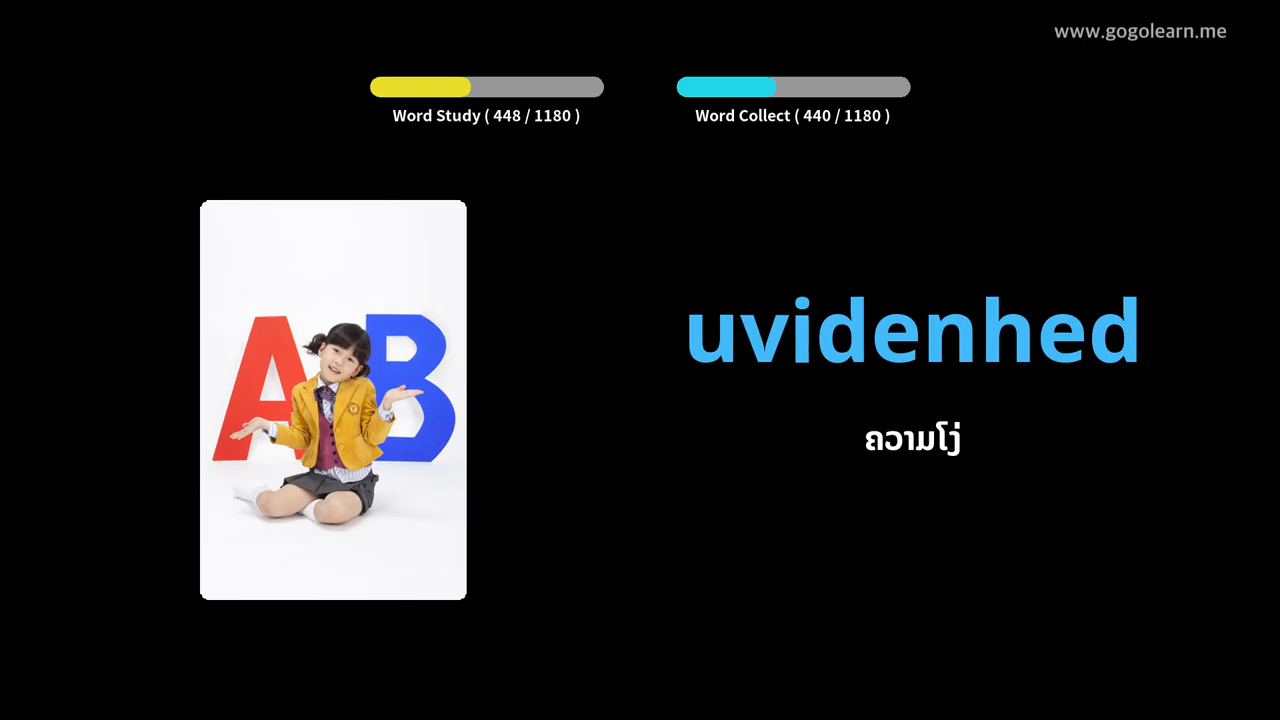 www.gogolearn.me
Word Study ( 448 / 1180 )
Word Collect ( 440 / 1180 )
A B
uvidenhed
ຄວາມໂງ່